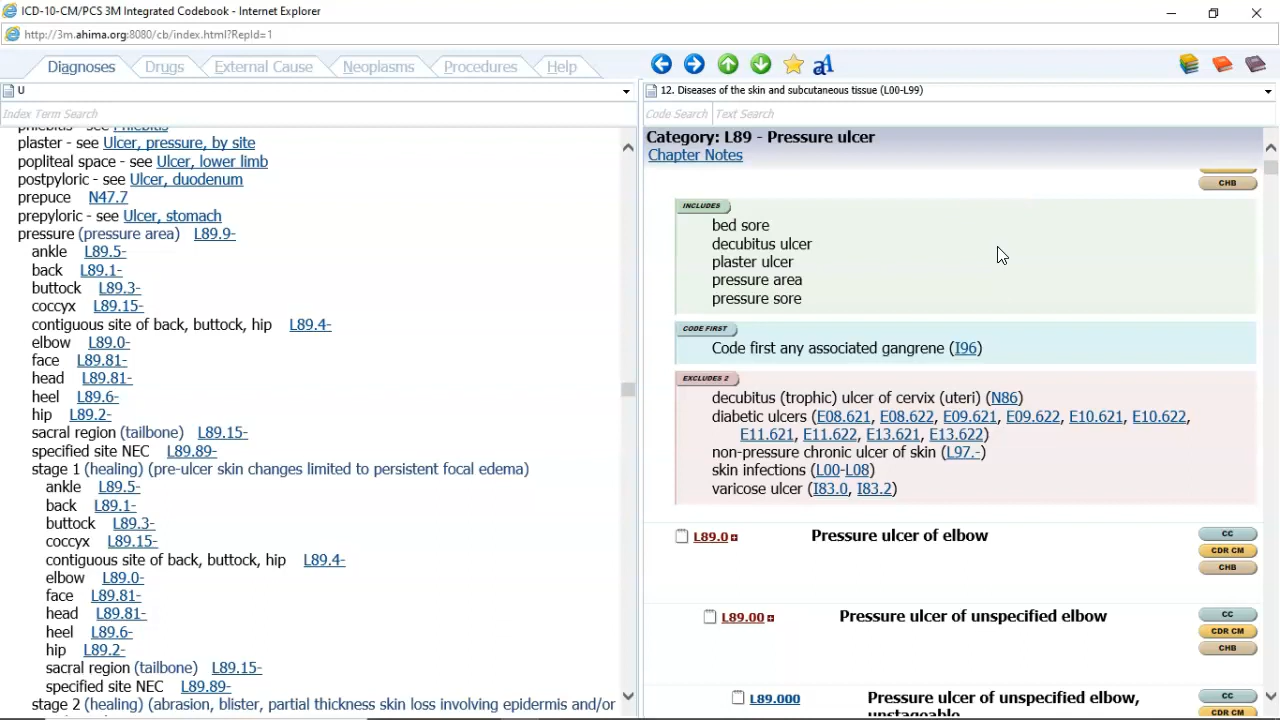 ICD-10-CM/PCS 3M Integrated Codebook - Internet Explorer
http://3m.ahima.org:8080/cb/index.html?RepId=1
Diagnoses Drugs External Cause Neoplasms Procedures Help
U
Index Term Search
phlebitis - see Phlebitis
plaster - see Ulcer, pressure, by site
popliteal space - see Ulcer, lower limb
postpyloric - see Ulcer, duodenum
prepuce N47.7
prepyloric - see Ulcer, stomach
pressure (pressure area) L89.9-
ankle L89.5-
back L89.1-
buttock L89.3-
coccyx L89.15-
contiguous site of back, buttock, hip L89.4-
elbow L89.0-
face L89.81-
head L89.81-
heel L89.6-
hip L89.2-
sacral region (tailbone) L89.15-
specified site NEC L89.89-
stage 1 (healing) (pre-ulcer skin changes limited to persistent focal edema)
ankle L89.5-
back L89.1-
buttock L89.3-
coccyx L89.15-
contiguous site of back, buttock, hip L89.4-
elbow L89.0-
face L89.81-
head L89.81-
heel L89.6-
hip L89.2-
sacral region (tailbone) L89.15-
specified site NEC L89.89-
stage 2 (healing) (abrasion, blister, partial thickness skin loss involving epidermis and/or
aA
12. Diseases of the skin and subcutaneous tissue (L00-L99)
Code Search Text Search
Category: L89 - Pressure ulcer
Chapter Notes
CHB
INCLUDES
bed sore
decubitus ulcer
plaster ulcer
pressure area
pressure sore
CODE FIRST
Code first any associated gangrene (I96)
EXCLUDES 2
decubitus (trophic) ulcer of cervix (uteri) (N86)
diabetic ulcers (E08.621, E08.622, E09.621, E09.622, E10.621, E10.622,
E11.621, E11.622, E13.621, E13.622)
non-pressure chronic ulcer of skin (L97.-)
skin infections (L00-L08)
varicose ulcer (I83.0, I83.2)
L89.0 Pressure ulcer of elbow CC
CDR CM
CHB
L89.00 Pressure ulcer of unspecified elbow CC
CDR CM
CHB
L89.000 Pressure ulcer of unspecified elbow, CC
unstageable CDR CM